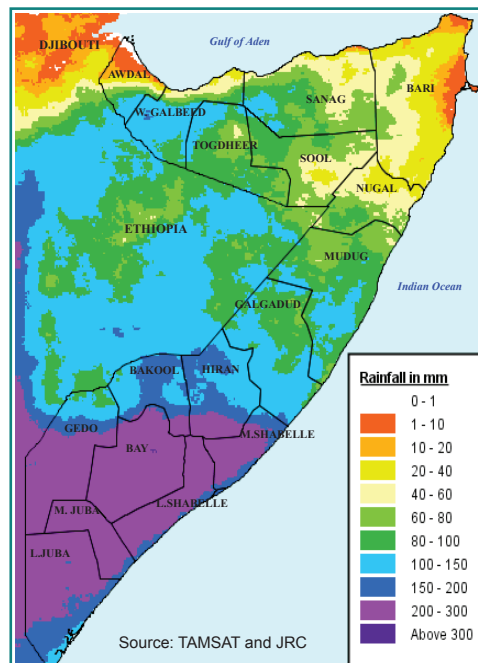 DJIBOUTI
Gulf of Aden
AWDAL
BARI
SANAG
W. GALBEED
TOGDHEER
SOOL
NUGAL
ETHIOPIA
MUDUG
Indian Ocean
GALGADUD
BAKOOL
HIRAN
GEDO
M.SHABELLE
BAY
L.SHABELLE
M. JUBA
L.JUBA
Rainfall in mm
0 - 1
1 - 10
10 - 20
20 - 40
40 - 60
60 - 80
80 - 100
100 - 150
150 - 200
200 - 300
Above 300
Source: TAMSAT and JRC